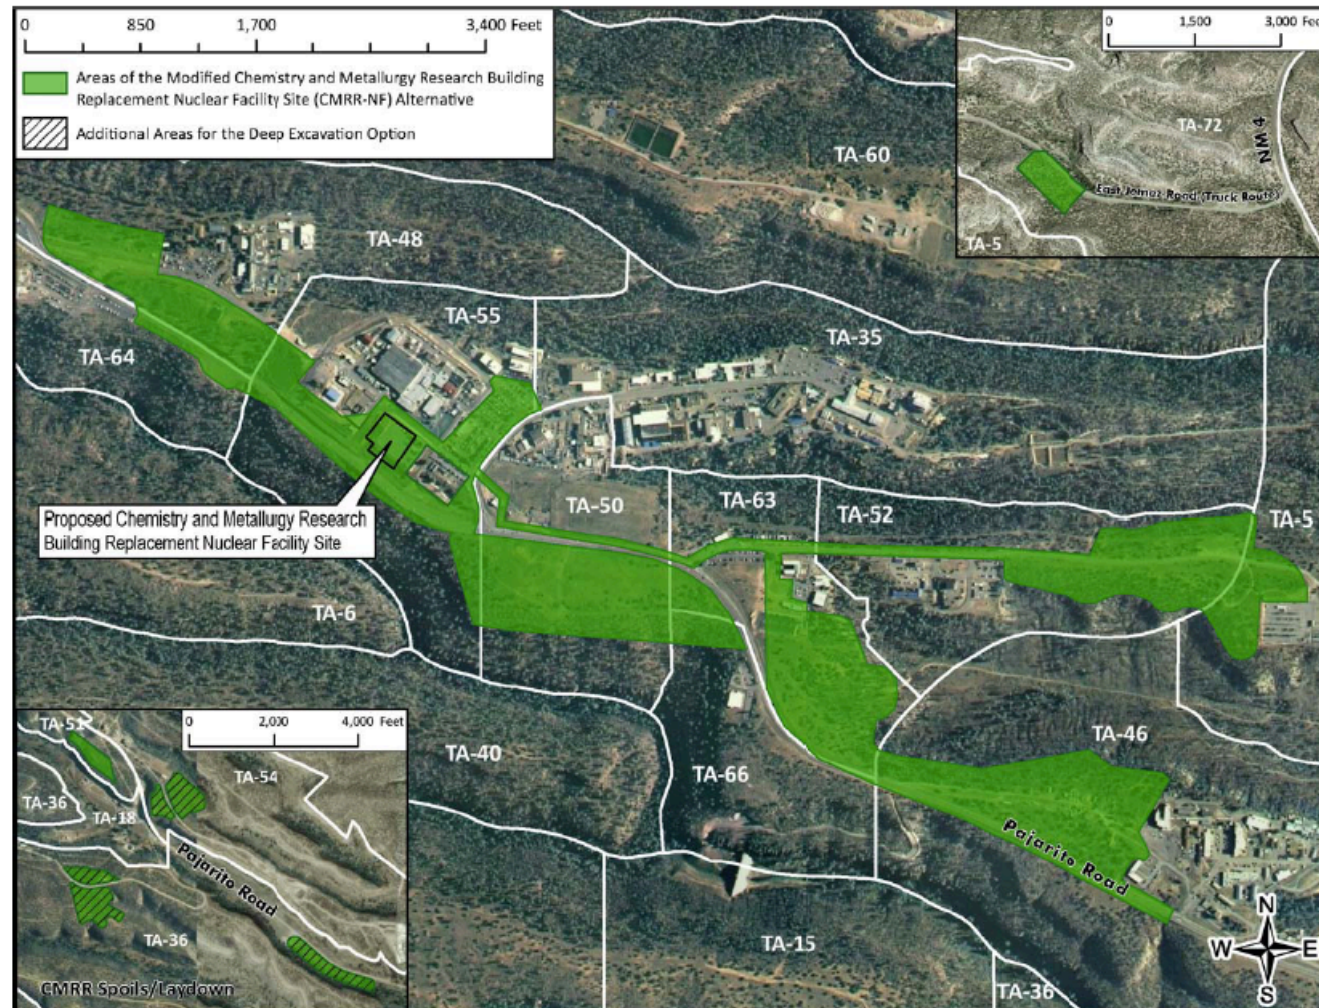 0 850 1,700 3,400 Feet
Areas of the Modified Chemistry and Metallurgy Research Building
Replacement Nuclear Facility Site (CMRR-NF) Alternative
Additional Areas for the Deep Excavation Option
0 1,500 3,000 Fee
TA-72
NM 4
East Jemez Road (Truck Route)
TA-5
TA-60
TA-48
TA-55
TA-35
TA-64
Proposed Chemistry and Metallurgy Research
Building Replacement Nuclear Facility Site
TA-50
TA-63
TA-52
TA-5
TA-6
TA-40
TA-66
TA-46
Pajarito Road
TA-15
TA-36
N
W E
S
0 2,000 4,000 Feet
TA-51
TA-54
TA-36
TA-18
Pajarito Road
TA-36
CMRR Spoils/Laydown